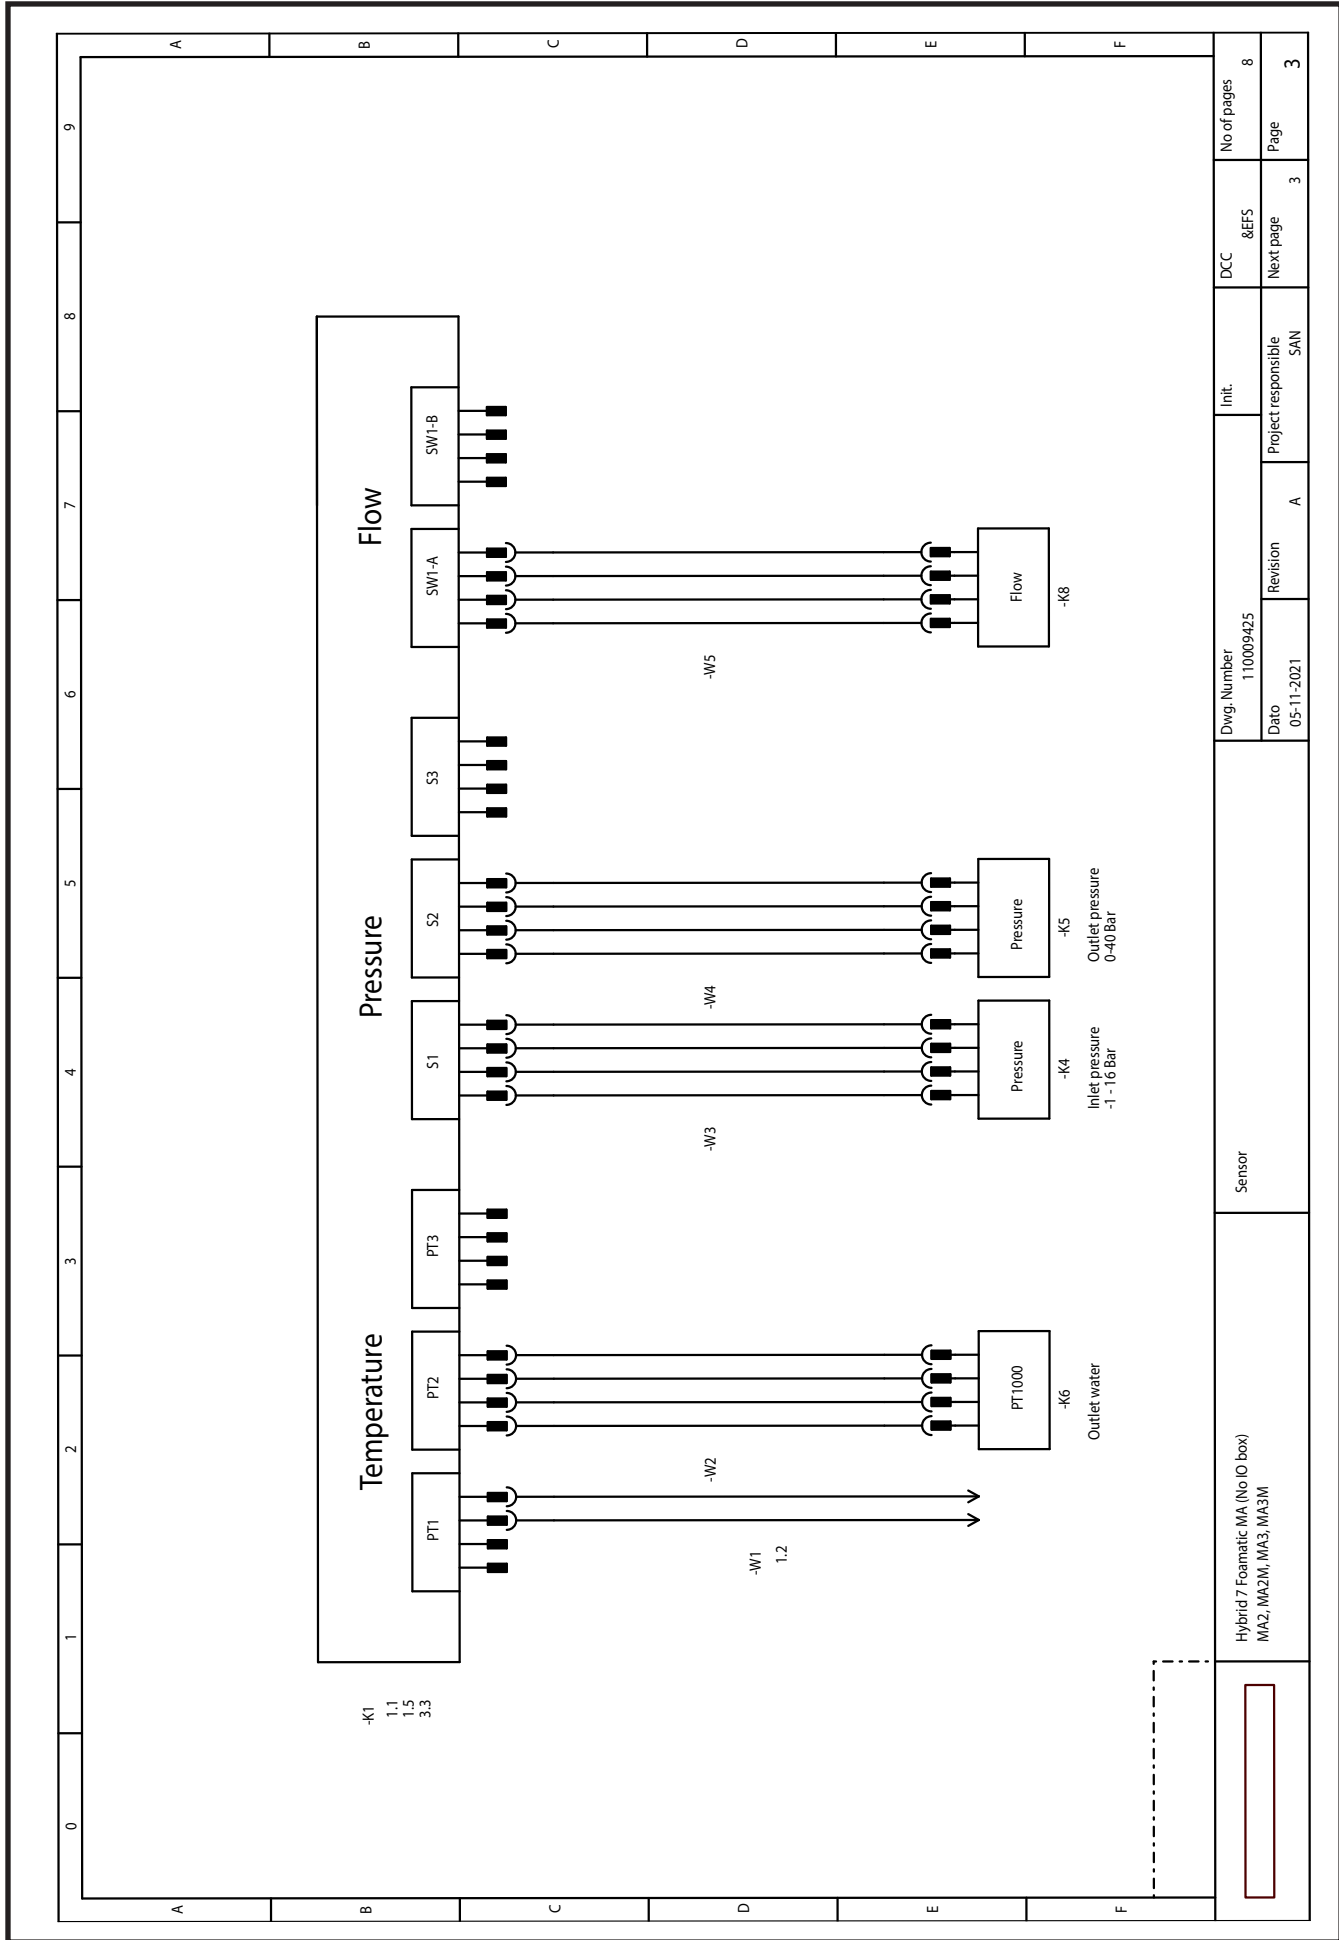 0 1 2 3 4 5 6 7 8 9
A
B
C
D
E
F
A
B
C
D
E
F
-K1
1.1
1.5
3.3
Temperature
Pressure
Flow
PT1
PT2
PT3
S1
S2
S3
SW1-A
SW1-B
-W1
1.2
-W2
-W3
-W4
-W5
PT1000
Pressure
Pressure
Flow
-K6
-K4
-K5
-K8
Outlet water
Inlet pressure
-1 - 16 Bar
Outlet pressure
0-40 Bar
Hybrid 7 Foamatic MA (No IO box)
MA2, MA2M, MA3, MA3M
Sensor
Dwg. Number
110009425
Init.
DCC
&EFS
No of pages
8
Dato
05-11-2021
Revision
A
Project responsible
SAN
Next page
3
Page
3